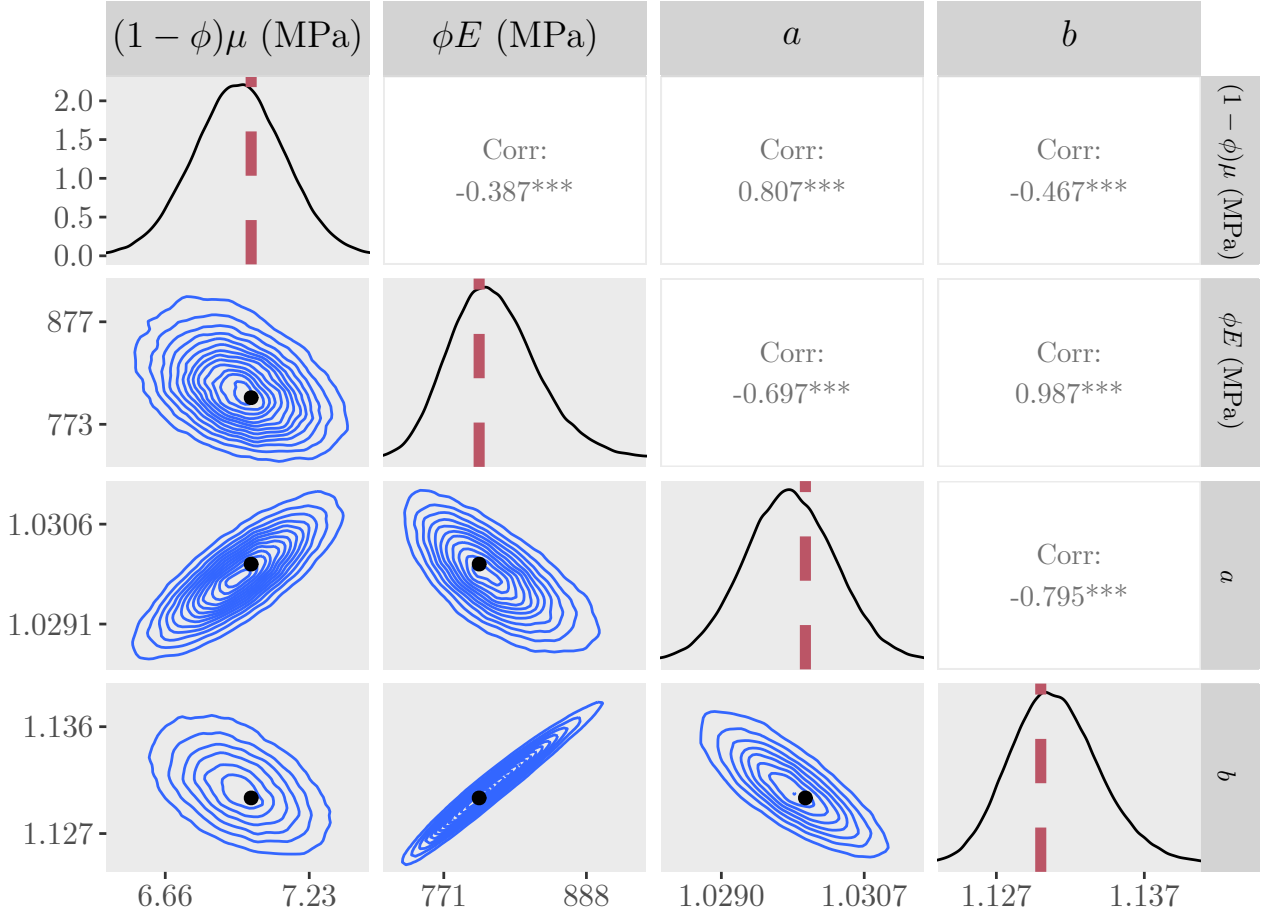 (1 − ϕ)μ (MPa)
ϕE (MPa)
a
b
2.0
1.5
1.0
0.5
0.0
Corr:
-0.387***
Corr:
0.807***
Corr:
-0.467***
(1 − ϕ)μ (MPa)
877
773
Corr:
-0.697***
Corr:
0.987***
ϕE (MPa)
1.0306
1.0291
Corr:
-0.795***
a
1.136
1.127
b
6.66
7.23
771
888
1.0290
1.0307
1.127
1.137